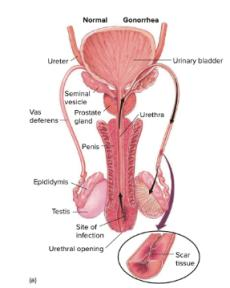 Normal Gonorrhea
Ureter
Urinary bladder
Seminal
vesicle
Vas
deferens
Prostate
gland
Urethra
Penis
Epididymis
Testis
Site of
infection
Urethral opening
Scar
tissue
(a)